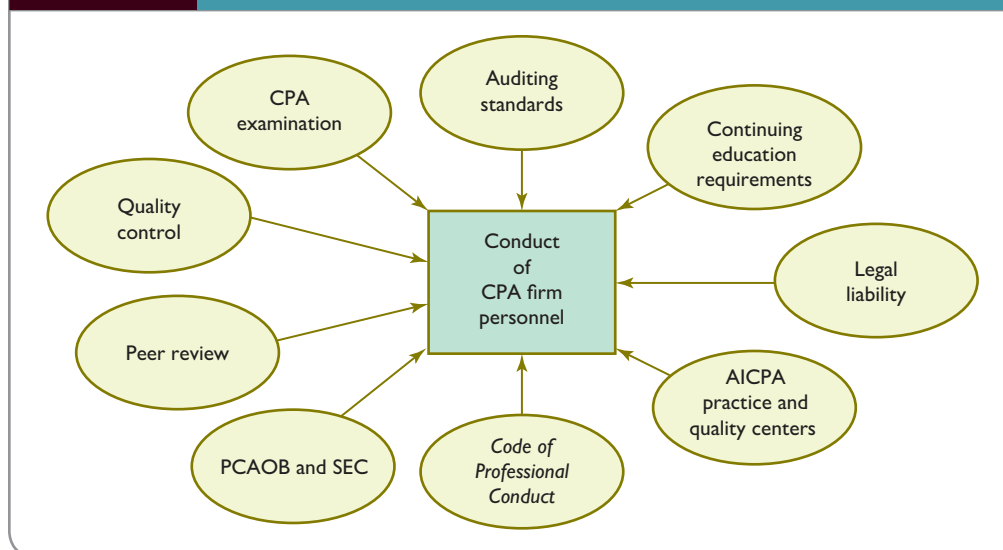 CPA
examination
Auditing
standards
Continuing
education
requirements
Quality
control
Conduct
of
CPA firm
personnel
Legal
liability
Peer review
AICPA
practice and
quality centers
PCAOB and SEC
Code of
Professional
Conduct